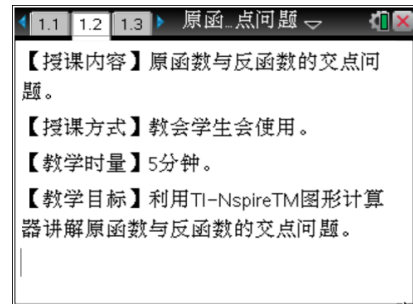 1.1 1.2 1.3 原函…点问题
【授课内容】原函数与反函数的交点问
题。
【授课方式】教会学生会使用。
【教学时量】5分钟。
【教学目标】利用TI-NspireTM图形计算
器讲解原函数与反函数的交点问题。